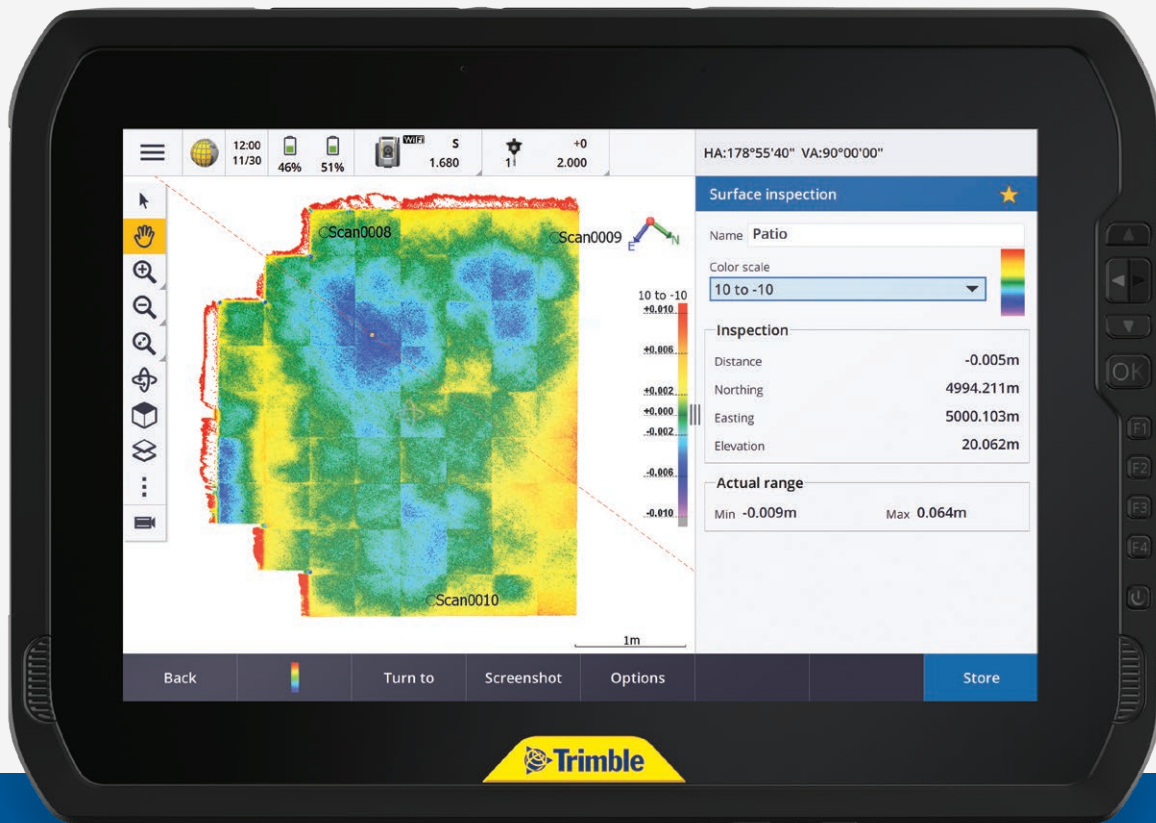 12:00
11/30
46%
51%
WiFi
S
1.680
1
+0
2.000
HA:178°55'40" VA:90°00'00"
Surface inspection
Name Patio
Color scale
10 to -10
Inspection
Distance -0.005m
Northing 4994.211m
Easting 5000.103m
Elevation 20.062m
Actual range
Min -0.009m Max 0.064m
Scan0008
Scan0009
E
N
10 to -10
+0.010
+0.006
+0.002
+0.000
-0.002
-0.006
-0.010
Scan0010
1m
Back
Turn to
Screenshot
Options
Store
OK
F1
F2
F3
F4
Trimble